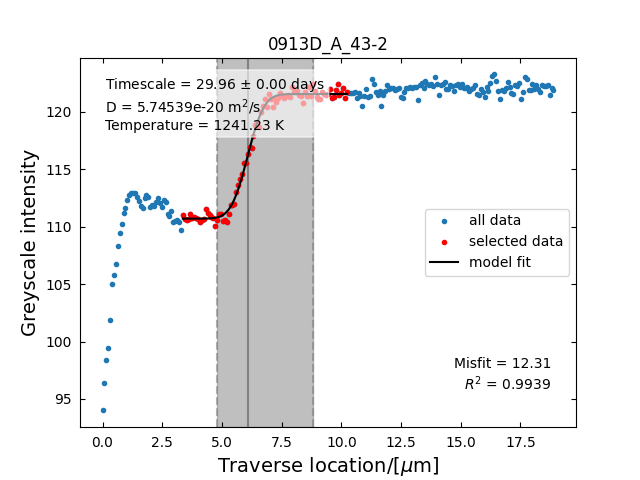 0913D_A_43-2
Timescale = 29.96 ± 0.00 days
D = 5.74539e-20 m²/s
Temperature = 1241.23 K
Greyscale intensity
120
115
110
105
100
95
all data
selected data
model fit
Misfit = 12.31
R² = 0.9939
0.0 2.5 5.0 7.5 10.0 12.5 15.0 17.5
Traverse location/[μm]